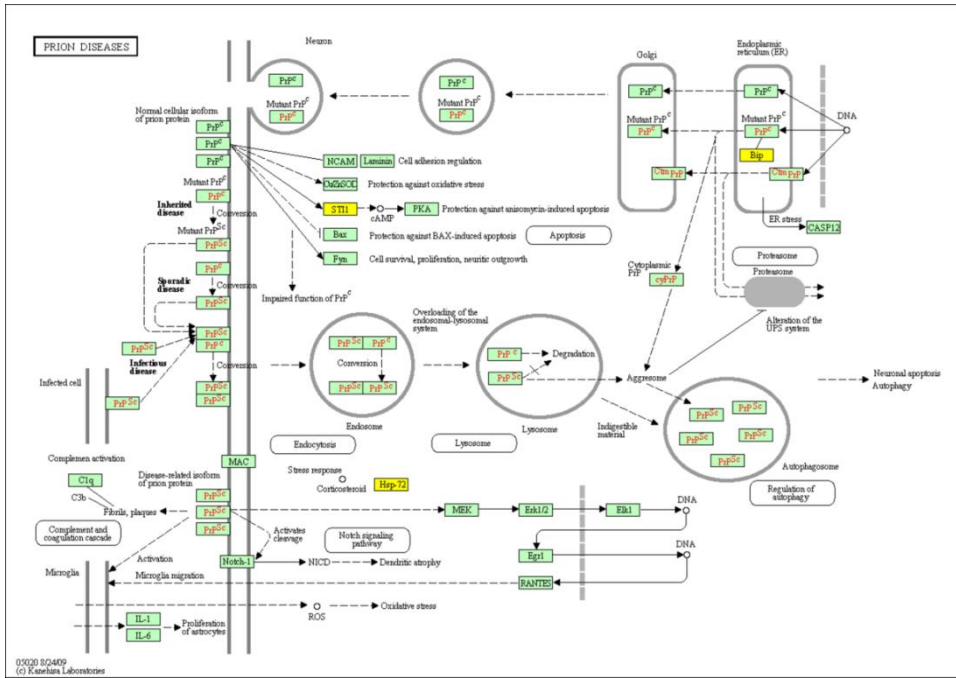 PRION DISEASES
Neuron
Golgi
Endoplasmic
reticulum (ER)
PrPC
PrPC
PrPC
PrPC
Mutant PrPC
PrPC
Mutant PrPC
PrPC
Mutant PrPC
PrPC
Mutant PrPC
PrPC
DNA
Bip
CtmPrP
CtmPrP
ER stress
CASP12
Normal cellular isoform
of prion protein
PrPC
PrPC
PrPC
NCAM
Laminin
Cell adhesion regulation
CuZnSOD
Protection against oxidative stress
STI1
cAMP
PKA
Protection against anisomycin-induced apoptosis
Bax
Protection against BAX-induced apoptosis
Apoptosis
Fyn
Cell survival, proliferation, neuritic outgrowth
Impaired function of PrPC
Mutant PrPC
PrPC
Inherited
disease
Conversion
Mutant PrPSc
PrPSc
PrPC
Sporadic
disease
Conversion
PrPSc
PrPSc
PrPC
PrPSc
Infectious
disease
Conversion
PrPSc
PrPSc
Infected cell
PrPSc
Cytoplasmic
PrP
cyPrP
Proteasome
Proteasome
Alteration of the
UPS system
Overloading of the
endosomal-lysosomal
system
PrPSc
PrPC
Conversion
PrPSc
PrPSc
Endosome
Endocytosis
PrPC
Degradation
PrPSc
Lysosome
Lysosome
Aggresome
Indigestible
material
Neuronal apoptosis
Autophagy
PrPSc
PrPSc
PrPSc
PrPSc
PrPSc
Autophagosome
Regulation of
autophagy
Complemen activation
C1q
C3b
Fibrils, plaques
Complement and
coagulation cascade
MAC
Disease-related isoform
of prion protein
PrPSc
PrPSc
PrPSc
Stress response
Corticosteroid
Hsp-72
MEK
Erk1/2
Elk1
DNA
Activates
cleavage
Notch signaling
pathway
Egr1
DNA
Notch-1
NICD
Dendritic atrophy
RANTES
Activation
Microglia
Microglia migration
ROS
Oxidative stress
IL-1
IL-6
Proliferation
of astrocytes
05020 8/24/09
(c) Kanehisa Laboratories